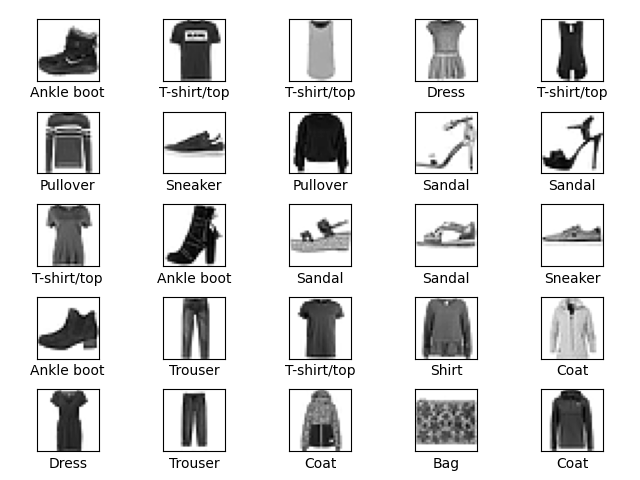 Ankle boot T-shirt/top T-shirt/top Dress T-shirt/top
Pullover Sneaker Pullover Sandal Sandal
T-shirt/top Ankle boot Sandal Sandal Sneaker
Ankle boot Trouser T-shirt/top Shirt Coat
Dress Trouser Coat Bag Coat